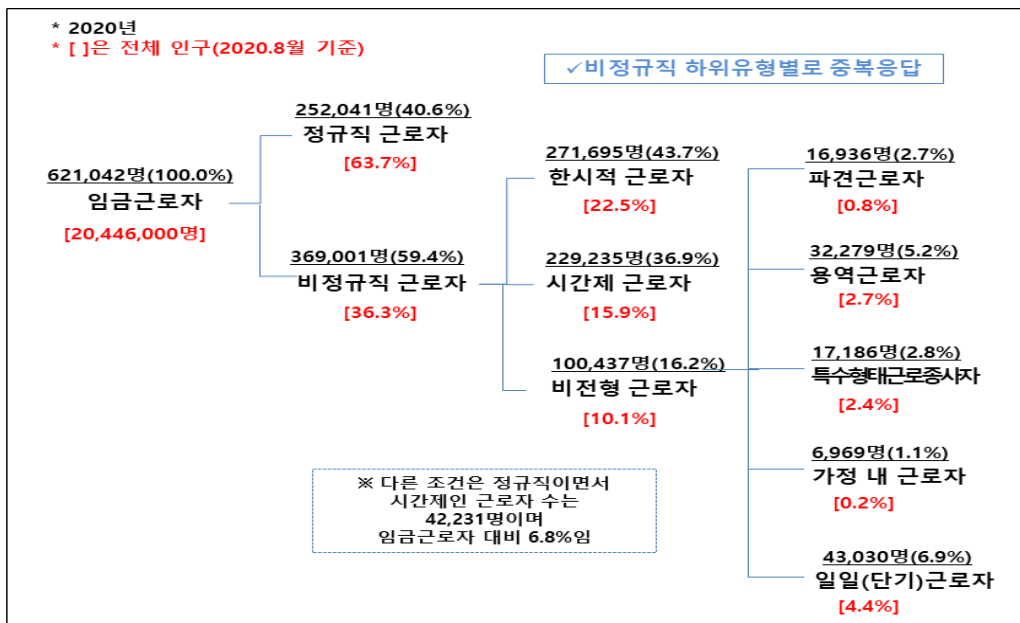 * 2020년
* [ ]은 전체 인구(2020.8월 기준)
✓비정규직 하위유형별로 중복응답
252,041명(40.6%)
정규직 근로자
[63.7%]
621,042명(100.0%)
임금근로자
[20,446,000명]
369,001명(59.4%)
비정규직 근로자
[36.3%]
271,695명(43.7%)
한시적 근로자
[22.5%]
229,235명(36.9%)
시간제 근로자
[15.9%]
100,437명(16.2%)
비전형 근로자
[10.1%]
16,936명(2.7%)
파견근로자
[0.8%]
32,279명(5.2%)
용역근로자
[2.7%]
17,186명(2.8%)
특수형태근로종사자
[2.4%]
6,969명(1.1%)
가정 내 근로자
[0.2%]
43,030명(6.9%)
일일(단기)근로자
[4.4%]
※ 다른 조건은 정규직이면서
시간제인 근로자 수는
42,231명이며
임금근로자 대비 6.8%임